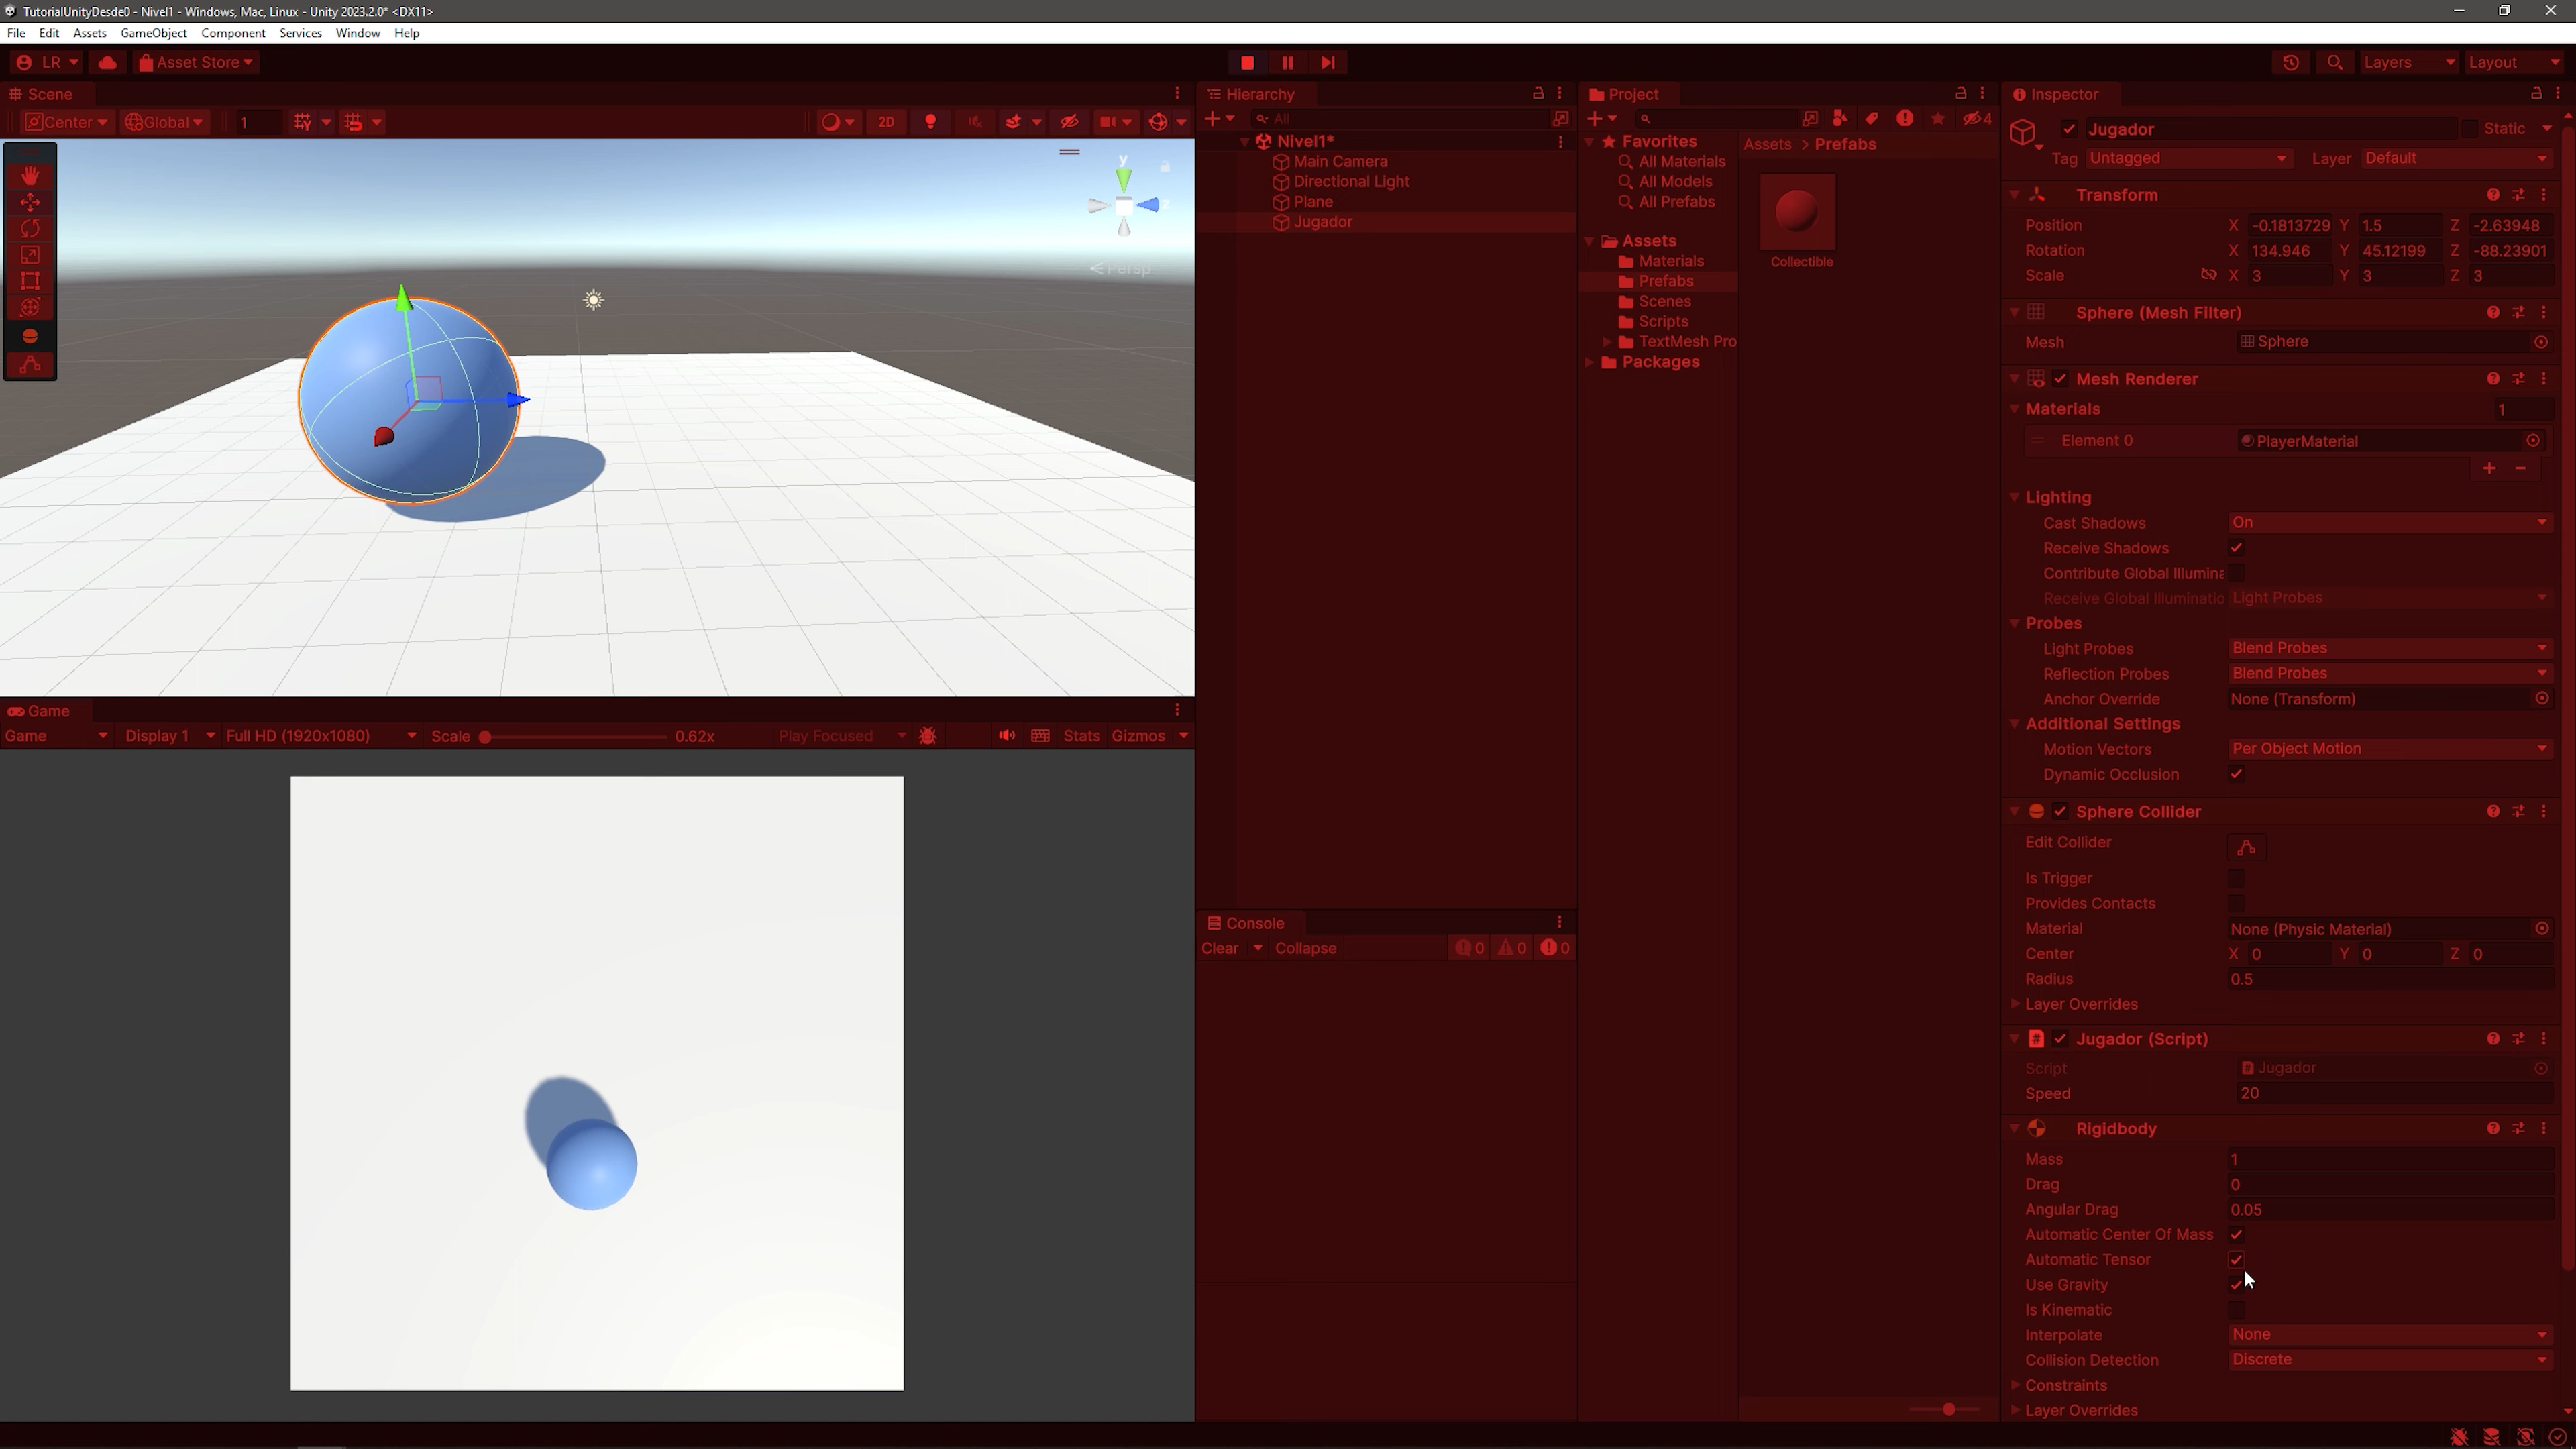 TutorialUnityDesde0 - Nivel1 - Windows, Mac, Linux - Unity 2023.2.0* <DX11>
File Edit Assets GameObject Component Services Window Help
LR Asset Store Layers Layout
Scene
Center Global 1 2D
y
z
Persp
Game
Game Display 1 Full HD (1920x1080) Scale 0.62x Play Focused Stats Gizmos
Hierarchy
All
Nivel1*
Main Camera
Directional Light
Plane
Jugador
Console
Clear Collapse 0 0 0
Project
4
Favorites
All Materials
All Models
All Prefabs
Assets
Materials
Prefabs
Scenes
Scripts
TextMesh Pro
Packages
Assets > Prefabs
Collectible
Inspector
Jugador Static
Tag Untagged Layer Default
Transform
Position X -0.1813729 Y 1.5 Z -2.63948
Rotation X 134.946 Y 45.12199 Z -88.23901
Scale X 3 Y 3 Z 3
Sphere (Mesh Filter)
Mesh Sphere
Mesh Renderer
Materials 1
Element 0 PlayerMaterial
Lighting
Cast Shadows On
Receive Shadows
Contribute Global Illumina
Receive Global Illuminatic Light Probes
Probes
Light Probes Blend Probes
Reflection Probes Blend Probes
Anchor Override None (Transform)
Additional Settings
Motion Vectors Per Object Motion
Dynamic Occlusion
Sphere Collider
Edit Collider
Is Trigger
Provides Contacts
Material None (Physic Material)
Center X 0 Y 0 Z 0
Radius 0.5
Layer Overrides
Jugador (Script)
Script Jugador
Speed 20
Rigidbody
Mass 1
Drag 0
Angular Drag 0.05
Automatic Center Of Mass
Automatic Tensor
Use Gravity
Is Kinematic
Interpolate None
Collision Detection Discrete
Constraints
Layer Overrides